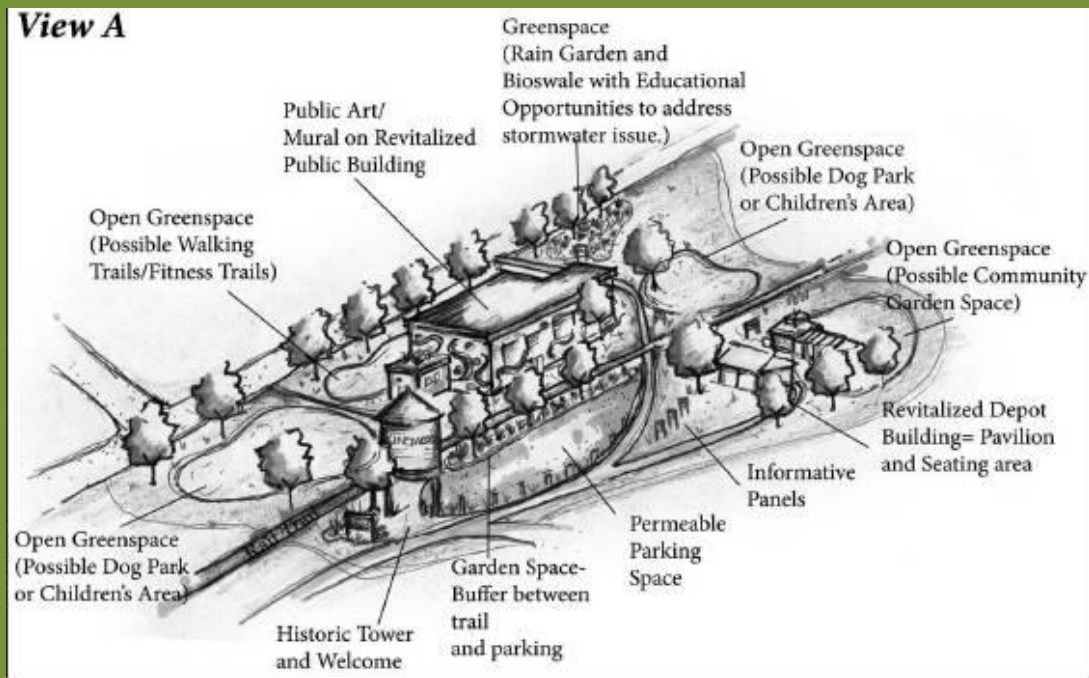 View A
Greenspace
(Rain Garden and
Bioswale with Educational
Opportunities to address
stormwater issue.)
Public Art/
Mural on Revitalized
Public Building
Open Greenspace
(Possible Dog Park
or Children's Area)
Open Greenspace
(Possible Walking
Trails/Fitness Trails)
Open Greenspace
(Possible Community
Garden Space)
Revitalized Depot
Building= Pavilion
and Seating area
Informative
Panels
Permeable
Parking
Space
Rail Trail
Open Greenspace
(Possible Dog Park
or Children's Area)
Garden Space-
Buffer between
trail
and parking
Historic Tower
and Welcome